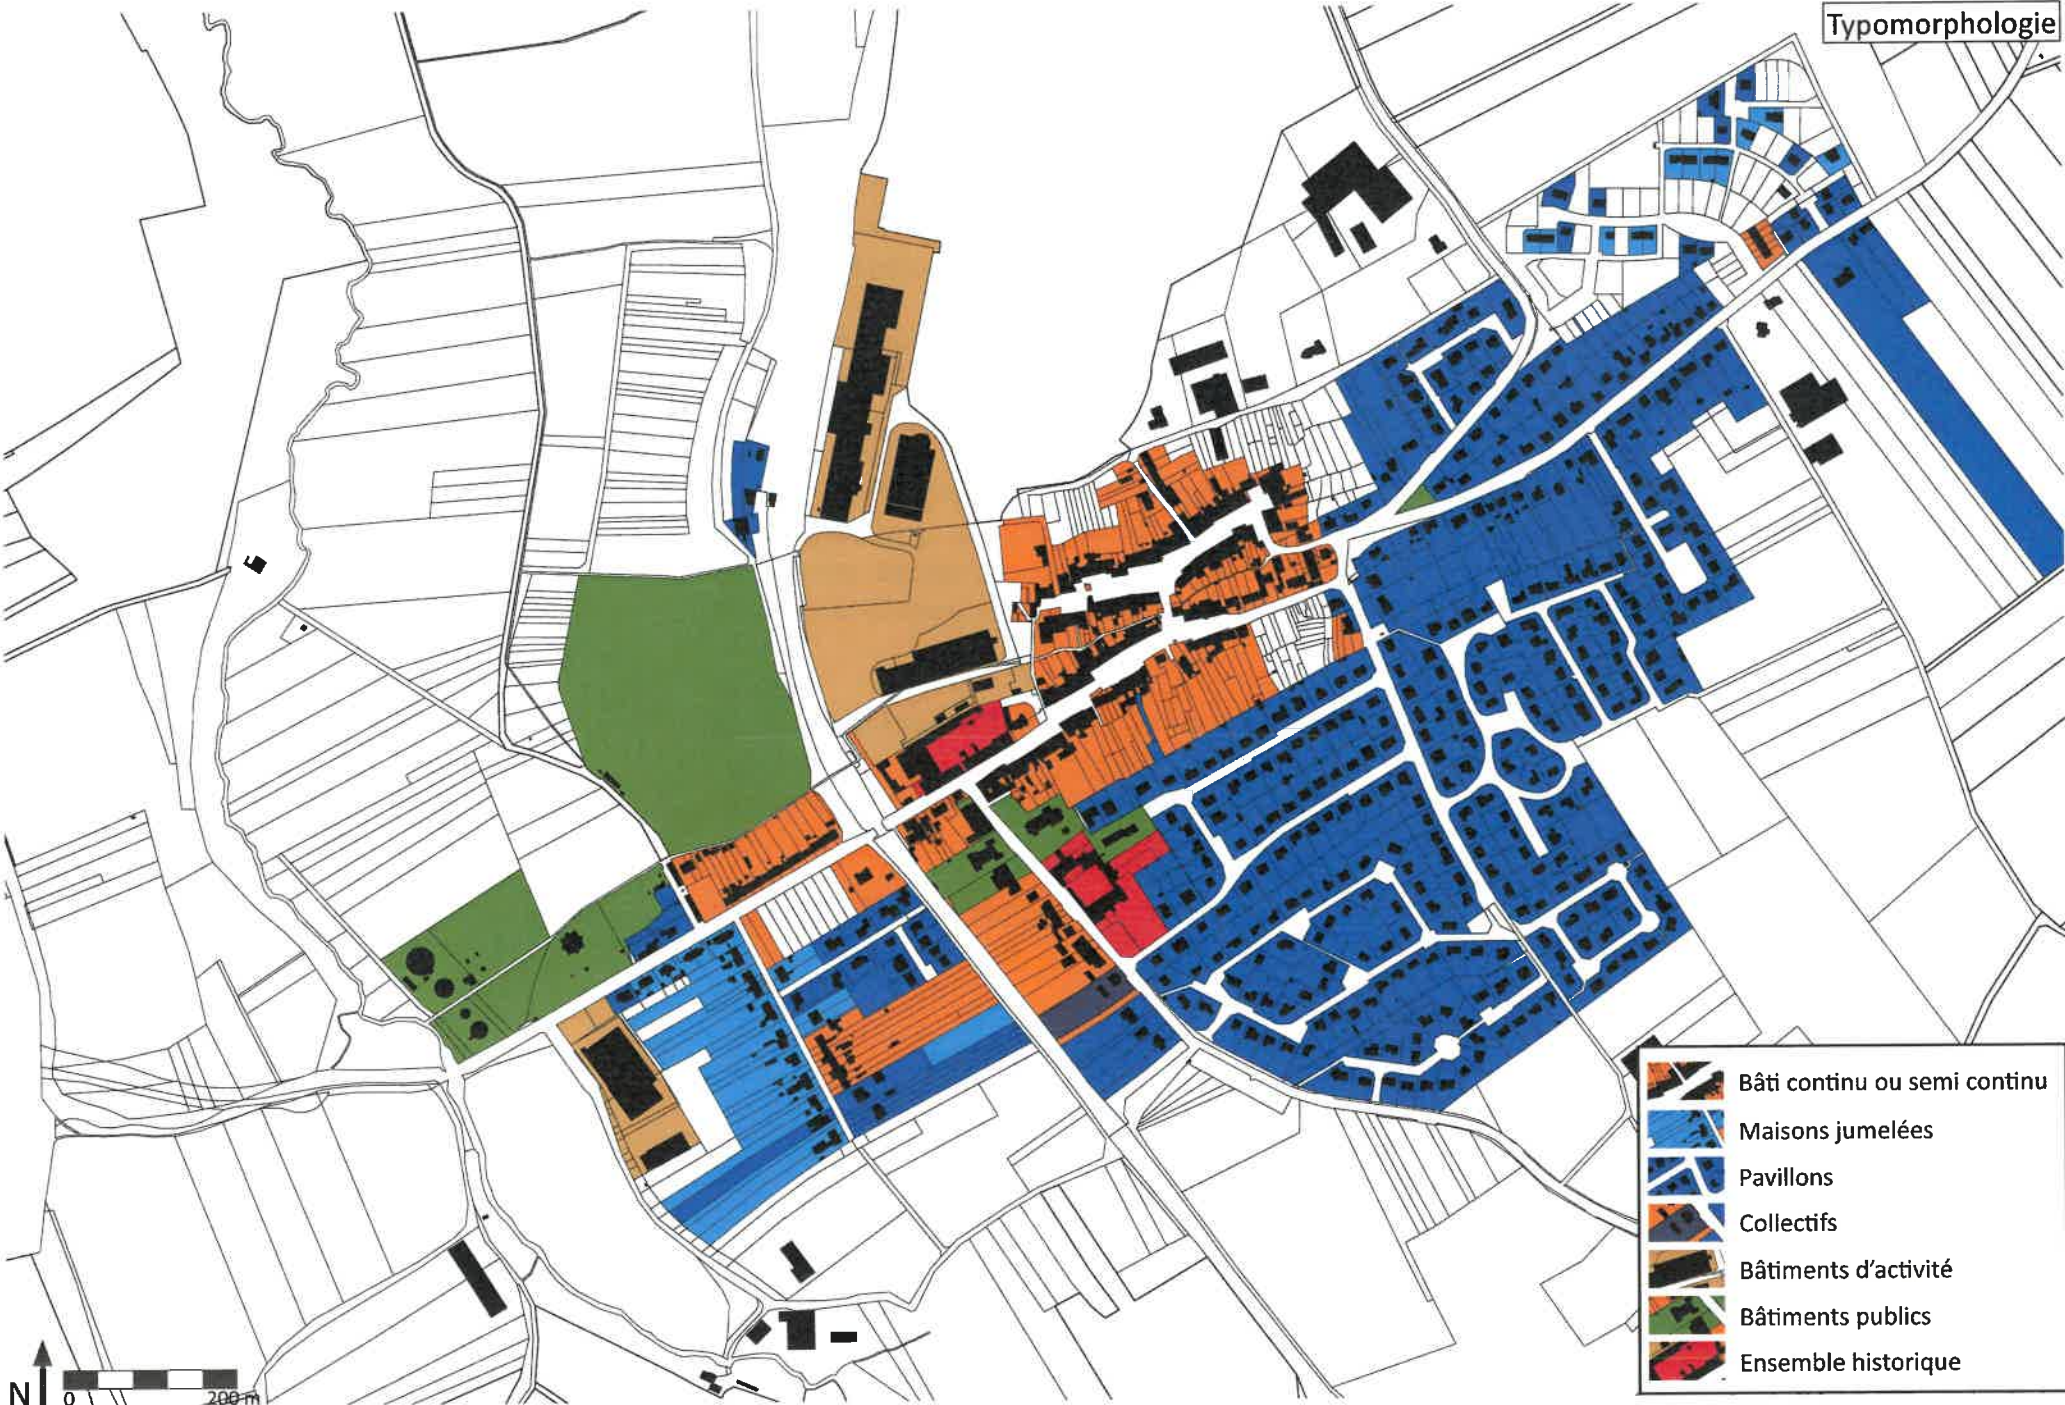 Typomorphologie
Bâti continu ou semi continu
Maisons jumelées
Pavillons
Collectifs
Bâtiments d'activité
Bâtiments publics
Ensemble historique
N
0 200 m